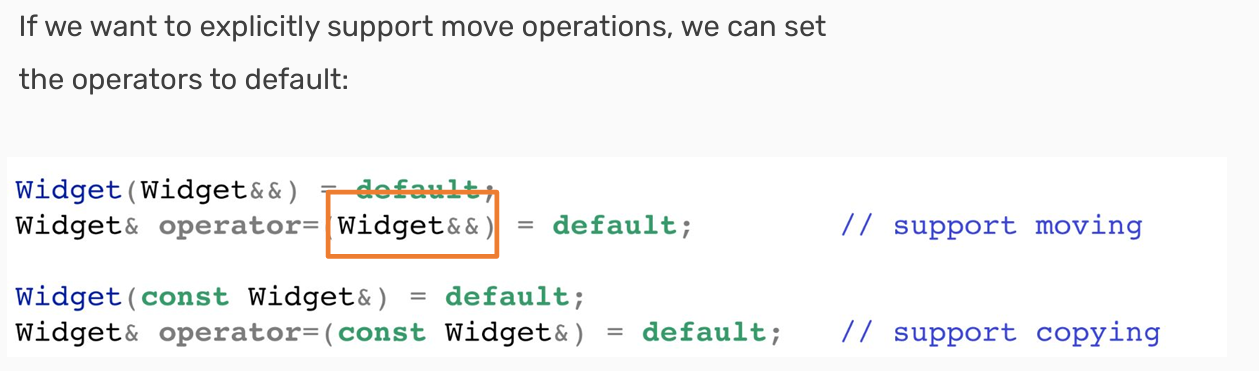 If we want to explicitly support move operations, we can set
the operators to default:
Widget(Widget&&) = default;
Widget& operator=(Widget&&) = default; // support moving
Widget(const Widget&) = default;
Widget& operator=(const Widget&) = default; // support copying